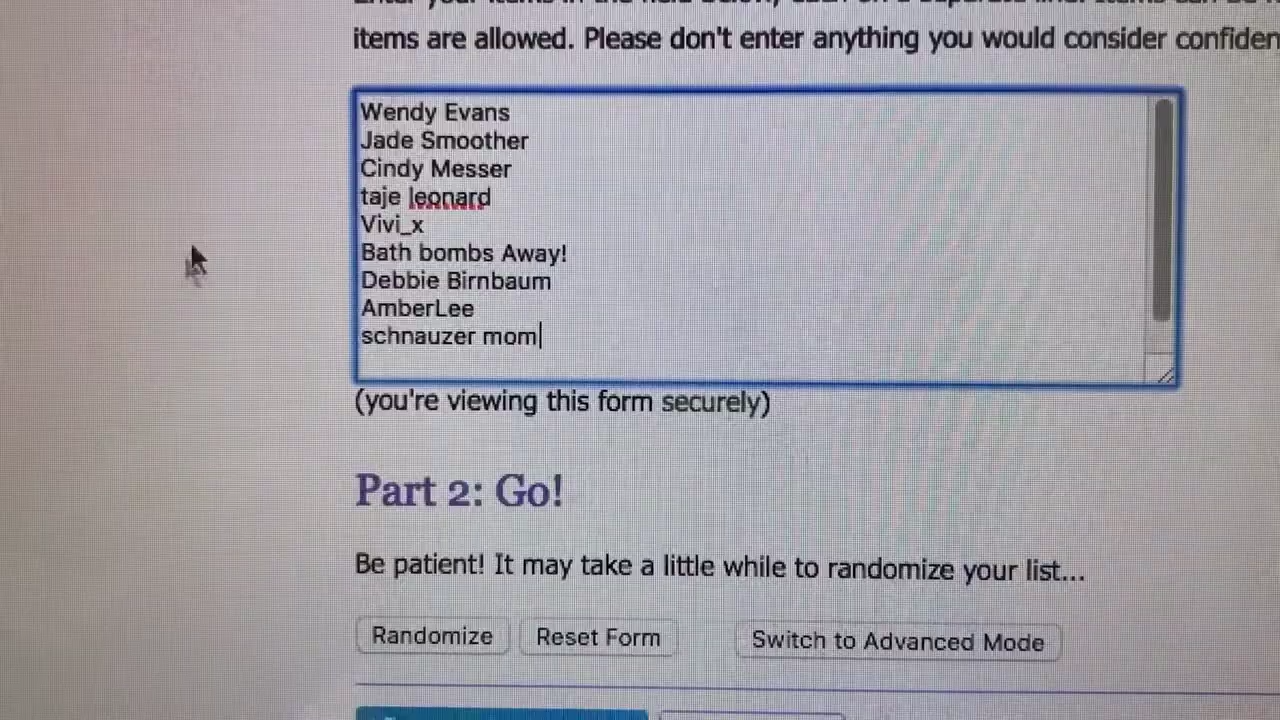 items are allowed. Please don't enter anything you would consider confiden
Wendy Evans
Jade Smoother
Cindy Messer
taje leonard
Vivi_x
Bath bombs Away!
Debbie Birnbaum
AmberLee
schnauzer mom
(you're viewing this form securely)
Part 2: Go!
Be patient! It may take a little while to randomize your list...
Randomize Reset Form Switch to Advanced Mode